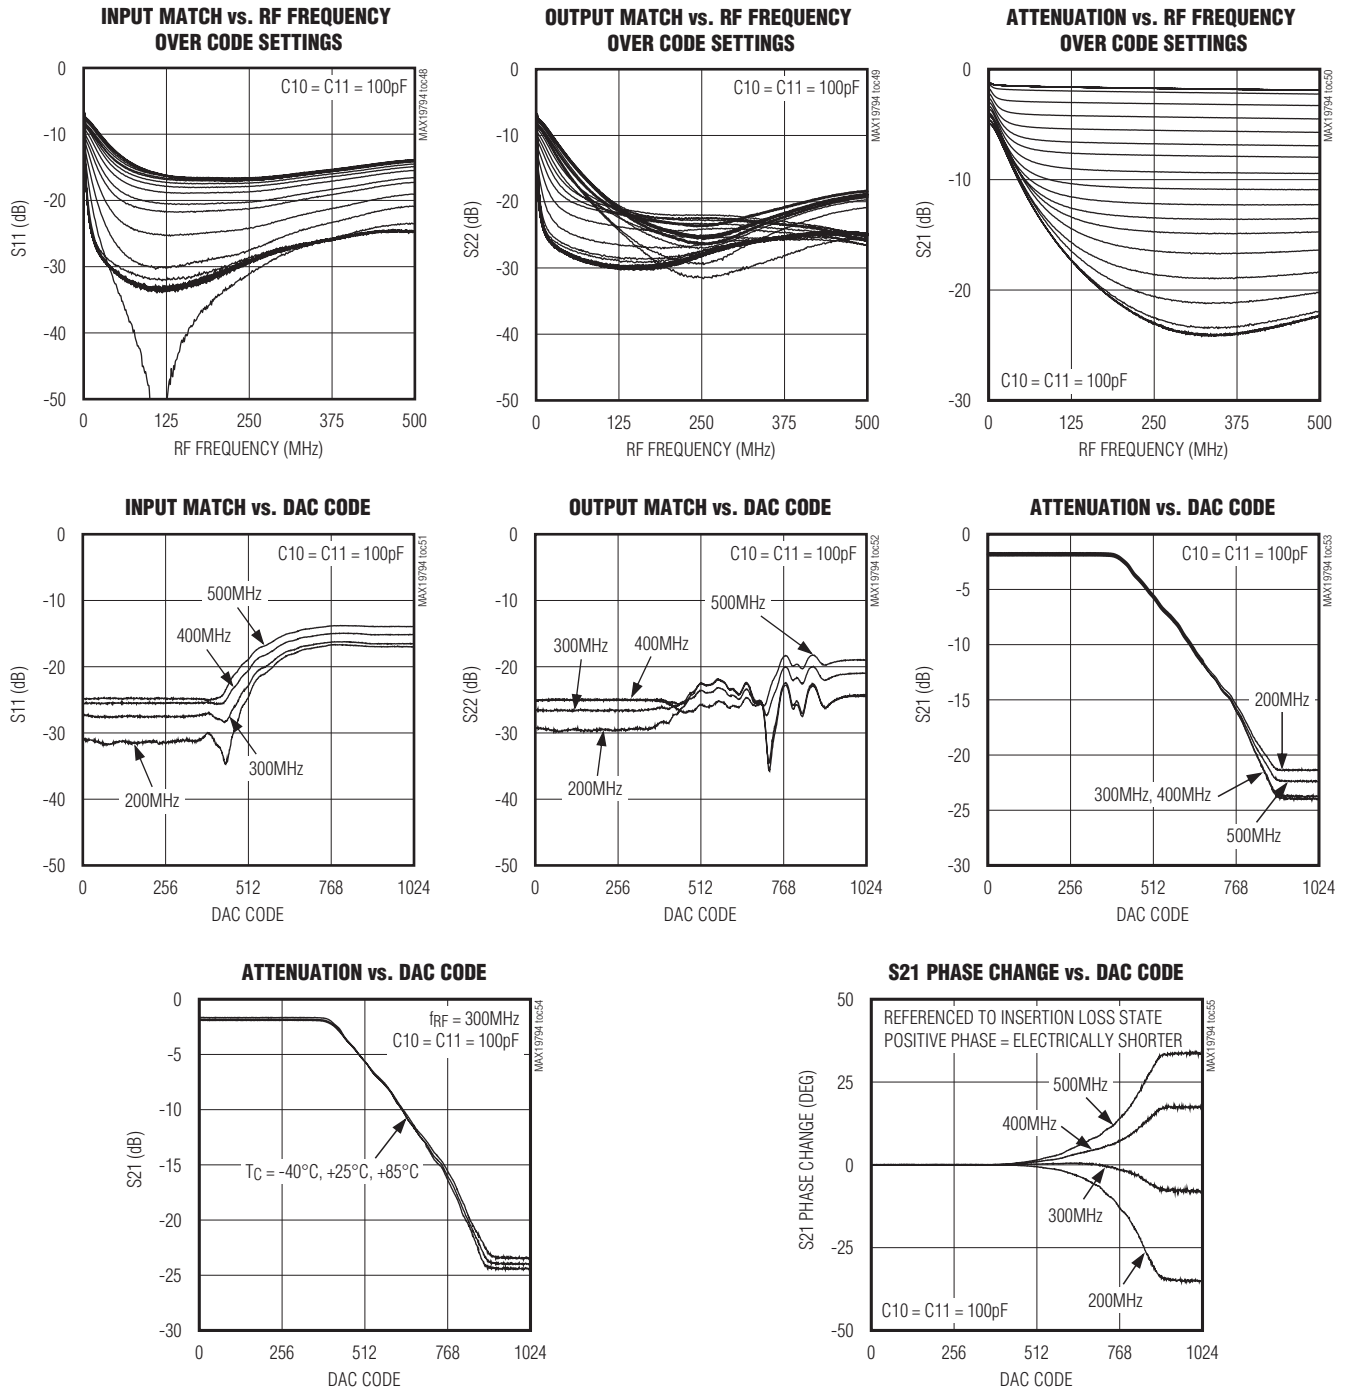 INPUT MATCH vs. RF FREQUENCY
OVER CODE SETTINGS
C10 = C11 = 100pF
MAX19794 toc48
S11 (dB)
0
-10
-20
-30
-40
-50
0 125 250 375 500
RF FREQUENCY (MHz)
OUTPUT MATCH vs. RF FREQUENCY
OVER CODE SETTINGS
C10 = C11 = 100pF
MAX19794 toc49
S22 (dB)
0
-10
-20
-30
-40
-50
0 125 250 375 500
RF FREQUENCY (MHz)
ATTENUATION vs. RF FREQUENCY
OVER CODE SETTINGS
MAX19794 toc50
S21 (dB)
0
-10
-20
-30
C10 = C11 = 100pF
0 125 250 375 500
RF FREQUENCY (MHz)
INPUT MATCH vs. DAC CODE
C10 = C11 = 100pF
MAX19794 toc51
S11 (dB)
0
-10
-20
-30
-40
-50
500MHz
400MHz
300MHz
200MHz
0 256 512 768 1024
DAC CODE
OUTPUT MATCH vs. DAC CODE
C10 = C11 = 100pF
MAX19794 toc52
S22 (dB)
0
-10
-20
-30
-40
-50
500MHz
300MHz
400MHz
200MHz
0 256 512 768 1024
DAC CODE
ATTENUATION vs. DAC CODE
C10 = C11 = 100pF
MAX19794 toc53
S21 (dB)
0
-5
-10
-15
-20
-25
-30
200MHz
300MHz, 400MHz
500MHz
0 256 512 768 1024
DAC CODE
ATTENUATION vs. DAC CODE
fRF = 300MHz
C10 = C11 = 100pF
MAX19794 toc54
S21 (dB)
0
-5
-10
-15
-20
-25
-30
TC = -40°C, +25°C, +85°C
0 256 512 768 1024
DAC CODE
S21 PHASE CHANGE vs. DAC CODE
REFERENCED TO INSERTION LOSS STATE
POSITIVE PHASE = ELECTRICALLY SHORTER
MAX19794 toc55
S21 PHASE CHANGE (DEG)
50
25
0
-25
-50
500MHz
400MHz
300MHz
200MHz
C10 = C11 = 100pF
0 256 512 768 1024
DAC CODE